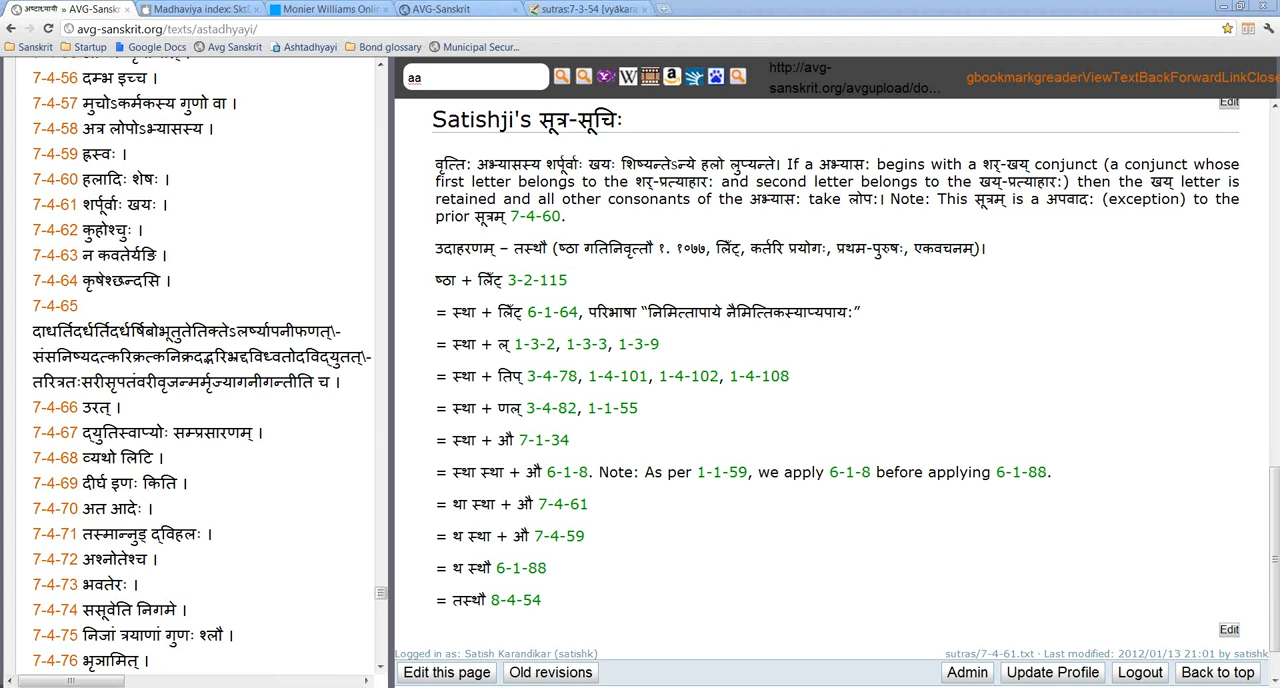 अष्टाध्यायी » AVG-Sansk
Madhaviya index: Sktl
Monier Williams Onlin
AVG-Sanskrit
sutras:7-3-54 [vyākara
avg-sanskrit.org/texts/astadhyayi/
Sanskrit
Startup
Google Docs
Avg Sanskrit
Ashtadhyayi
Bond glossary
Municipal Secur...
7-4-56 दम्भ इच्च ।
7-4-57 मुचोऽकर्मकस्य गुणो वा ।
7-4-58 अत्र लोपोऽभ्यासस्य ।
7-4-59 ह्रस्वः ।
7-4-60 हलादिः शेषः ।
7-4-61 शर्पूर्वाः खयः ।
7-4-62 कुहोश्चुः ।
7-4-63 न कवतेर्यङि ।
7-4-64 कृषेश्छन्दसि ।
7-4-65
दाधर्तिदर्धर्तिदर्धर्षिबोभूतुतेतिक्तेऽलर्ष्यापनीफणत्\-
संसनिष्यदत्करिक्रत्कनिक्रदद्भरिभ्रद्दविध्वतोदविद्युतत्\-
तरित्रतःसरीसृपतंवरीवृजन्मर्मृज्यागनीगन्तीति च ।
7-4-66 उरत् ।
7-4-67 द्युतिस्वाप्योः सम्प्रसारणम् ।
7-4-68 व्यथो लिटि ।
7-4-69 दीर्घ इणः किति ।
7-4-70 अत आदेः ।
7-4-71 तस्मान्नुड् द्विहलः ।
7-4-72 अश्नोतेश्च ।
7-4-73 भवतेरः ।
7-4-74 ससूवेति निगमे ।
7-4-75 निजां त्रयाणां गुणः श्लौ ।
7-4-76 भृञामित् ।
aa
http://avg-
sanskrit.org/avgupload/do...
gbookmarkgreaderViewTextBackForwardLinkClose
Edit
Satishji's सूत्र-सूचिः
वृत्ति: अभ्यासस्य शर्पूर्वाः खयः शिष्यन्तेऽन्ये हलो लुप्यन्ते। If a अभ्यास: begins with a शर्-खय् conjunct (a conjunct whose
first letter belongs to the शर्-प्रत्याहार: and second letter belongs to the खय्-प्रत्याहार:) then the खय् letter is
retained and all other consonants of the अभ्यास: take लोप:। Note: This सूत्रम् is a अपवाद: (exception) to the
prior सूत्रम् 7-4-60.
उदाहरणम् – तस्थौ (ष्ठा गतिनिवृत्तौ १. १०७७, लिँट्, कर्तरि प्रयोगः, प्रथम-पुरुषः, एकवचनम्)।
ष्ठा + लिँट् 3-2-115
= स्था + लिँट् 6-1-64, परिभाषा “निमित्तापाये नैमित्तिकस्याप्यपाय:”
= स्था + ल् 1-3-2, 1-3-3, 1-3-9
= स्था + तिप् 3-4-78, 1-4-101, 1-4-102, 1-4-108
= स्था + णल् 3-4-82, 1-1-55
= स्था + औ 7-1-34
= स्था स्था + औ 6-1-8. Note: As per 1-1-59, we apply 6-1-8 before applying 6-1-88.
= था स्था + औ 7-4-61
= थ स्था + औ 7-4-59
= थ स्थौ 6-1-88
= तस्थौ 8-4-54
Edit
Logged in as: Satish Karandikar (satishk)
sutras/7-4-61.txt · Last modified: 2012/01/13 21:01 by satishk
Edit this page
Old revisions
Admin
Update Profile
Logout
Back to top